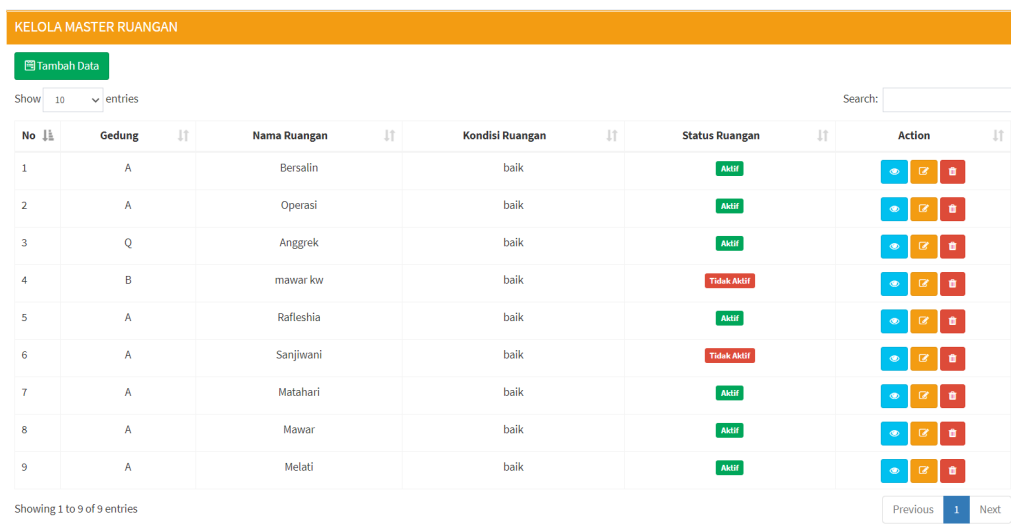 KELOLA MASTER RUANGAN
Tambah Data
Show 10 entries Search:
No Gedung Nama Ruangan Kondisi Ruangan Status Ruangan Action
1 A Bersalin baik Aktif
2 A Operasi baik Aktif
3 Q Anggrek baik Aktif
4 B mawar kw baik Tidak Aktif
5 A Rafleshia baik Aktif
6 A Sanjiwani baik Tidak Aktif
7 A Matahari baik Aktif
8 A Mawar baik Aktif
9 A Melati baik Aktif
Showing 1 to 9 of 9 entries Previous 1 Next